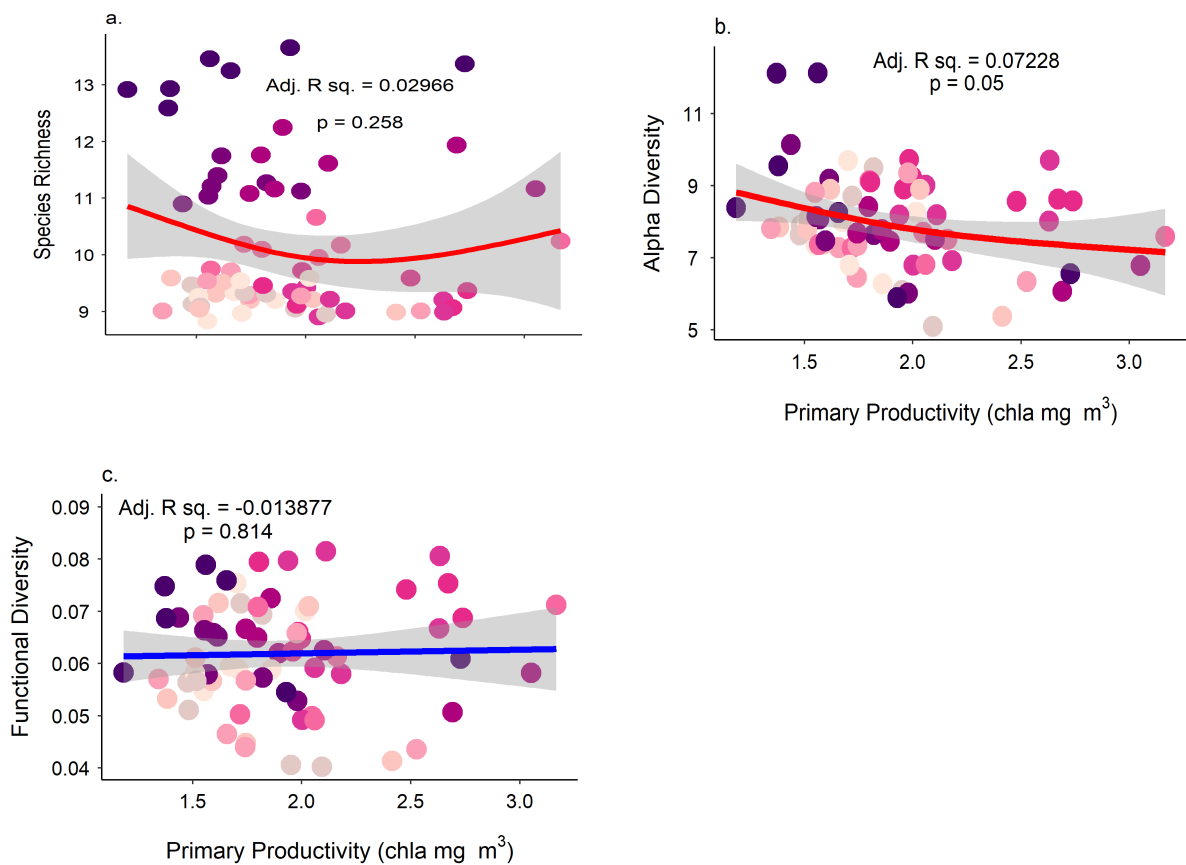 a.
Adj. R sq. = 0.02966
p = 0.258
Species Richness
13
12
11
10
9
b.
Adj. R sq. = 0.07228
p = 0.05
Alpha Diversity
11
9
7
5
1.5 2.0 2.5 3.0
Primary Productivity (chla mg m³)
c.
Adj. R sq. = -0.013877
p = 0.814
Functional Diversity
0.09
0.08
0.07
0.06
0.05
0.04
1.5 2.0 2.5 3.0
Primary Productivity (chla mg m³)